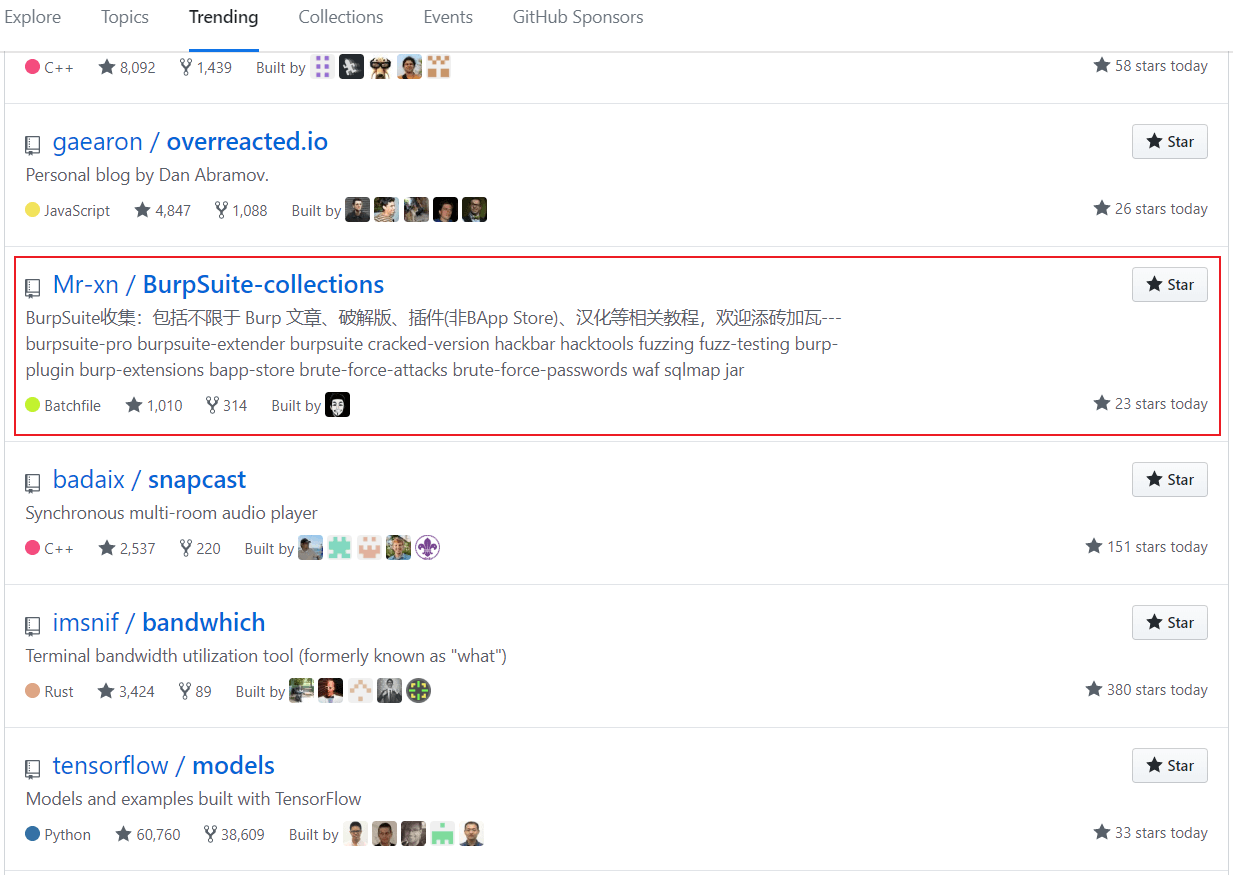 Explore Topics Trending Collections Events GitHub Sponsors
C++ 8,092 1,439 Built by 58 stars today
gaearon / overreacted.io Star
Personal blog by Dan Abramov.
JavaScript 4,847 1,088 Built by 26 stars today
Mr-xn / BurpSuite-collections Star
BurpSuite收集：包括不限于 Burp 文章、破解版、插件(非BApp Store)、汉化等相关教程，欢迎添砖加瓦---
burpsuite-pro burpsuite-extender burpsuite cracked-version hackbar hacktools fuzzing fuzz-testing burp-
plugin burp-extensions bapp-store brute-force-attacks brute-force-passwords waf sqlmap jar
Batchfile 1,010 314 Built by 23 stars today
badaix / snapcast Star
Synchronous multi-room audio player
C++ 2,537 220 Built by 151 stars today
imsnif / bandwhich Star
Terminal bandwidth utilization tool (formerly known as "what")
Rust 3,424 89 Built by 380 stars today
tensorflow / models Star
Models and examples built with TensorFlow
Python 60,760 38,609 Built by 33 stars today